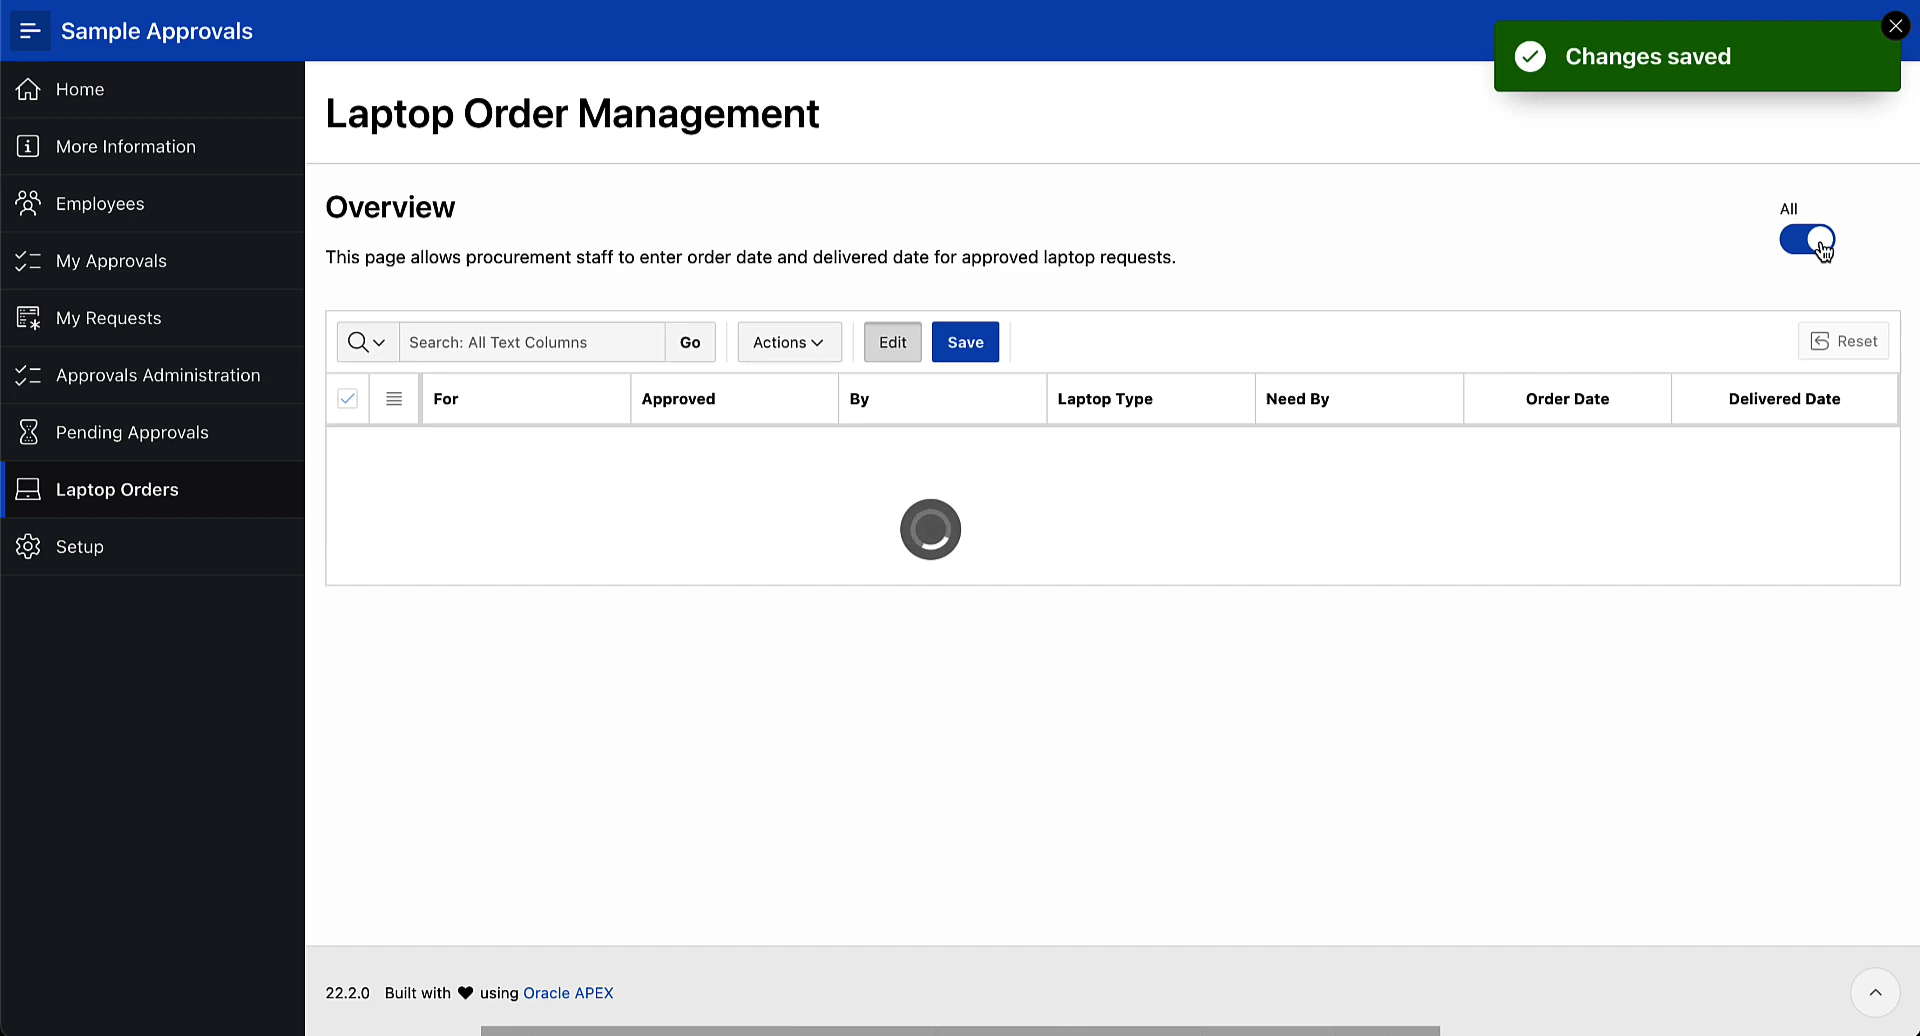 Sample Approvals
Changes saved
Home
More Information
Employees
My Approvals
My Requests
Approvals Administration
Pending Approvals
Laptop Orders
Setup
Laptop Order Management
Overview
All
This page allows procurement staff to enter order date and delivered date for approved laptop requests.
Search: All Text Columns
Go
Actions
Edit
Save
Reset
For
Approved
By
Laptop Type
Need By
Order Date
Delivered Date
22.2.0 Built with ♥ using Oracle APEX